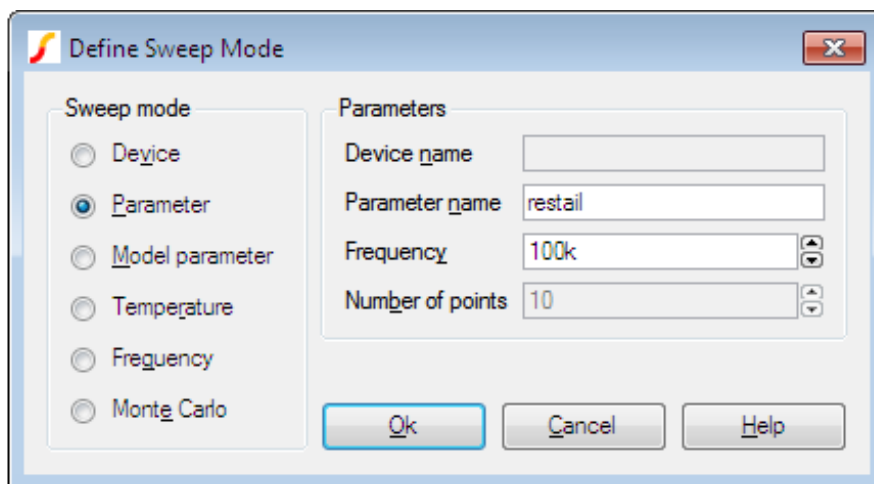 Define Sweep Mode
Sweep mode
Device
Parameter
Model parameter
Temperature
Frequency
Monte Carlo
Parameters
Device name
Parameter name restail
Frequency 100k
Number of points 10
Ok Cancel Help